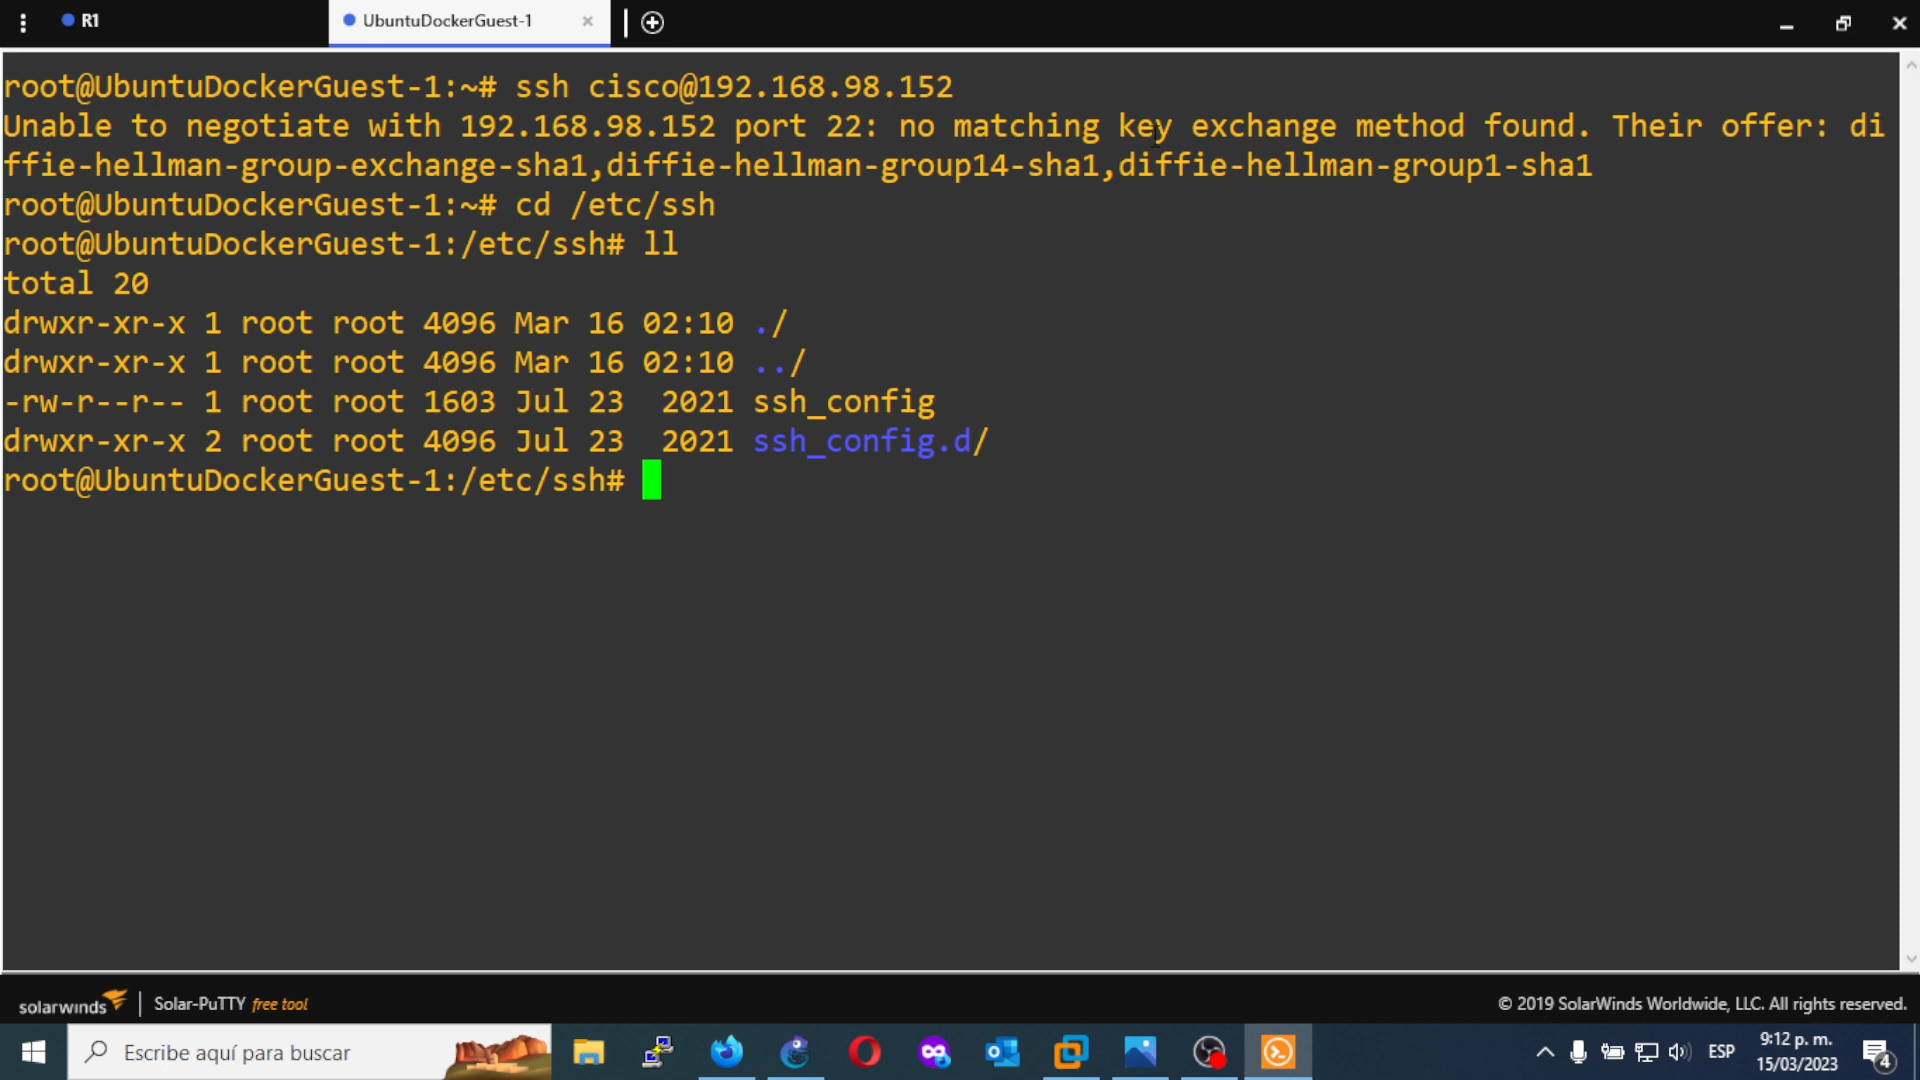 R1
UbuntuDockerGuest-1
root@UbuntuDockerGuest-1:~# ssh cisco@192.168.98.152
Unable to negotiate with 192.168.98.152 port 22: no matching key exchange method found. Their offer: di
ffie-hellman-group-exchange-sha1,diffie-hellman-group14-sha1,diffie-hellman-group1-sha1
root@UbuntuDockerGuest-1:~# cd /etc/ssh
root@UbuntuDockerGuest-1:/etc/ssh# ll
total 20
drwxr-xr-x 1 root root 4096 Mar 16 02:10 ./
drwxr-xr-x 1 root root 4096 Mar 16 02:10 ../
-rw-r--r-- 1 root root 1603 Jul 23  2021 ssh_config
drwxr-xr-x 2 root root 4096 Jul 23  2021 ssh_config.d/
root@UbuntuDockerGuest-1:/etc/ssh#
solarwinds Solar-PuTTY free tool
© 2019 SolarWinds Worldwide, LLC. All rights reserved.
Escribe aquí para buscar
ESP
9:12 p. m.
15/03/2023
4